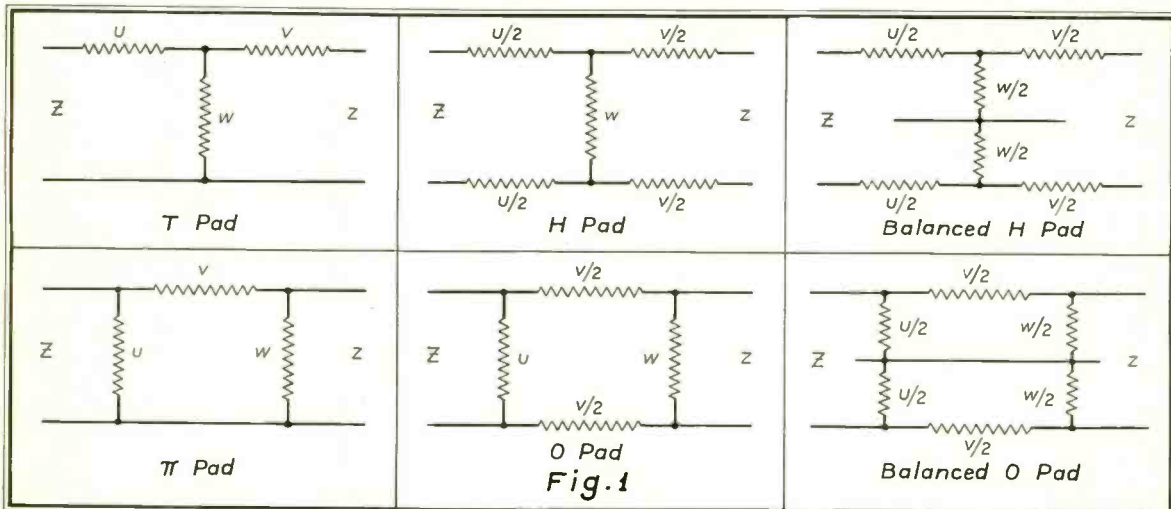 U
V
Z
W
Z
T Pad
U/2
V/2
Z
W
Z
U/2
V/2
H Pad
U/2
V/2
W/2
Z
Z
W/2
U/2
V/2
Balanced H Pad
V
Z
U
W
Z
π Pad
V/2
Z
U
W
Z
V/2
O Pad
Fig.1
V/2
U/2
W/2
Z
Z
U/2
W/2
V/2
Balanced O Pad